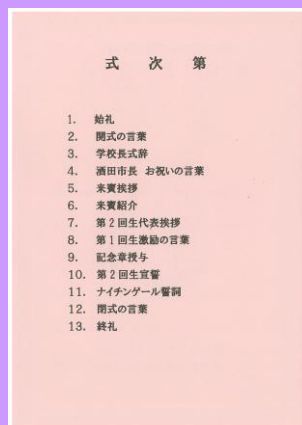 式 次 第
1. 始礼
2. 開式の言葉
3. 学校長式辞
4. 酒田市長 お祝いの言葉
5. 来賓挨拶
6. 来賓紹介
7. 第2回生代表挨拶
8. 第1回生激励の言葉
9. 記念章授与
10. 第2回生宣誓
11. ナイチンゲール誓詞
12. 閉式の言葉
13. 終礼